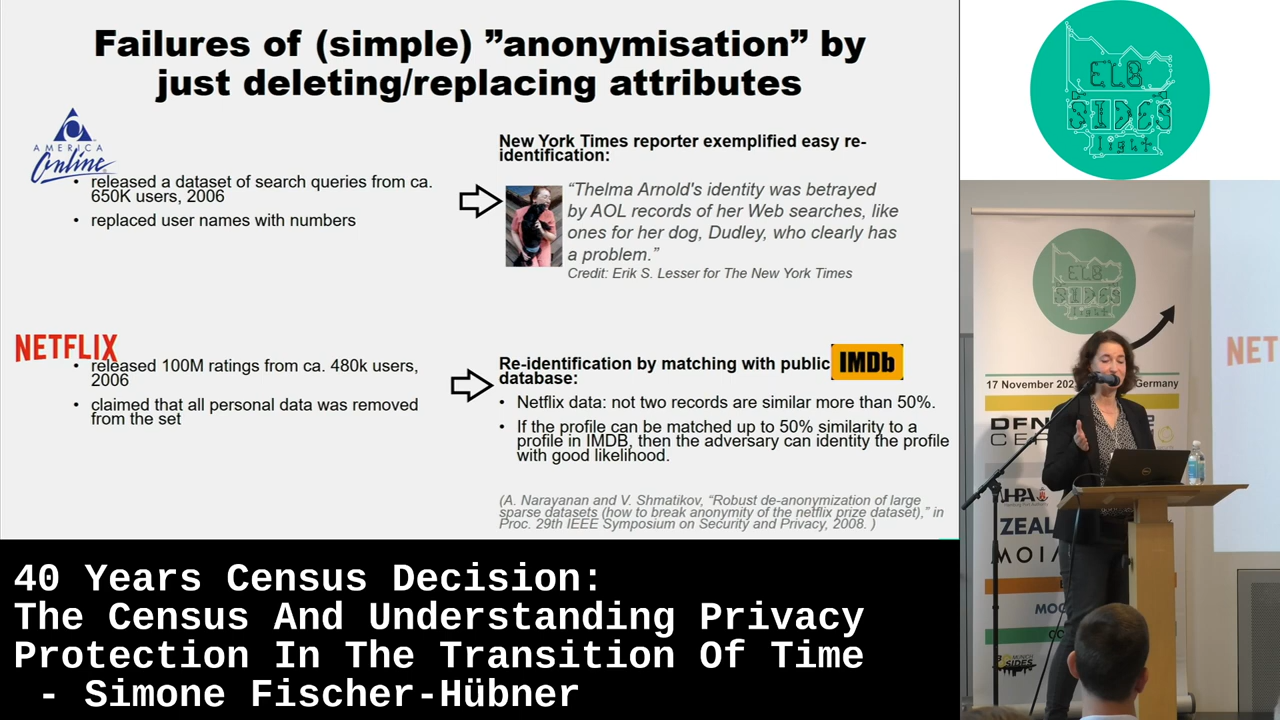 Failures of (simple) ”anonymisation” by
just deleting/replacing attributes
AMERICA
Online
• released a dataset of search queries from ca.
650K users, 2006
• replaced user names with numbers
New York Times reporter exemplified easy re-
identification:
“Thelma Arnold's identity was betrayed
by AOL records of her Web searches, like
ones for her dog, Dudley, who clearly has
a problem.”
Credit: Erik S. Lesser for The New York Times
NETFLIX
• released 100M ratings from ca. 480k users,
2006
• claimed that all personal data was removed
from the set
Re-identification by matching with public IMDb
database:
• Netflix data: not two records are similar more than 50%.
• If the profile can be matched up to 50% similarity to a
profile in IMDB, then the adversary can identity the profile
with good likelihood.
(A. Narayanan and V. Shmatikov, “Robust de-anonymization of large
sparse datasets (how to break anonymity of the netflix prize dataset),” in
Proc. 29th IEEE Symposium on Security and Privacy, 2008. )
ELB
SIDES
light
ELB
SIDES
light
17 November 202 Germany
DFN
CER
HPA
ZEAL
MOIA
MOO
SIDES
NET
40 Years Census Decision:
The Census And Understanding Privacy
Protection In The Transition Of Time
- Simone Fischer-Hübner